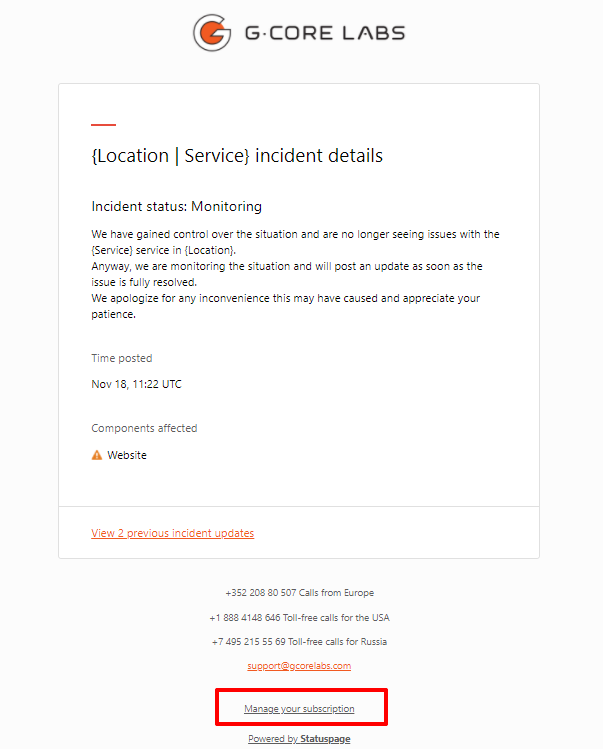 G·CORE LABS
{Location | Service} incident details
Incident status: Monitoring
We have gained control over the situation and are no longer seeing issues with the
{Service} service in {Location}.
Anyway, we are monitoring the situation and will post an update as soon as the
issue is fully resolved.
We apologize for any inconvenience this may have caused and appreciate your
patience.
Time posted
Nov 18, 11:22 UTC
Components affected
Website
View 2 previous incident updates
+352 208 80 507 Calls from Europe
+1 888 4148 646 Toll-free calls for the USA
+7 495 215 55 69 Toll-free calls for Russia
support@gcorelabs.com
Manage your subscription
Powered by Statuspage